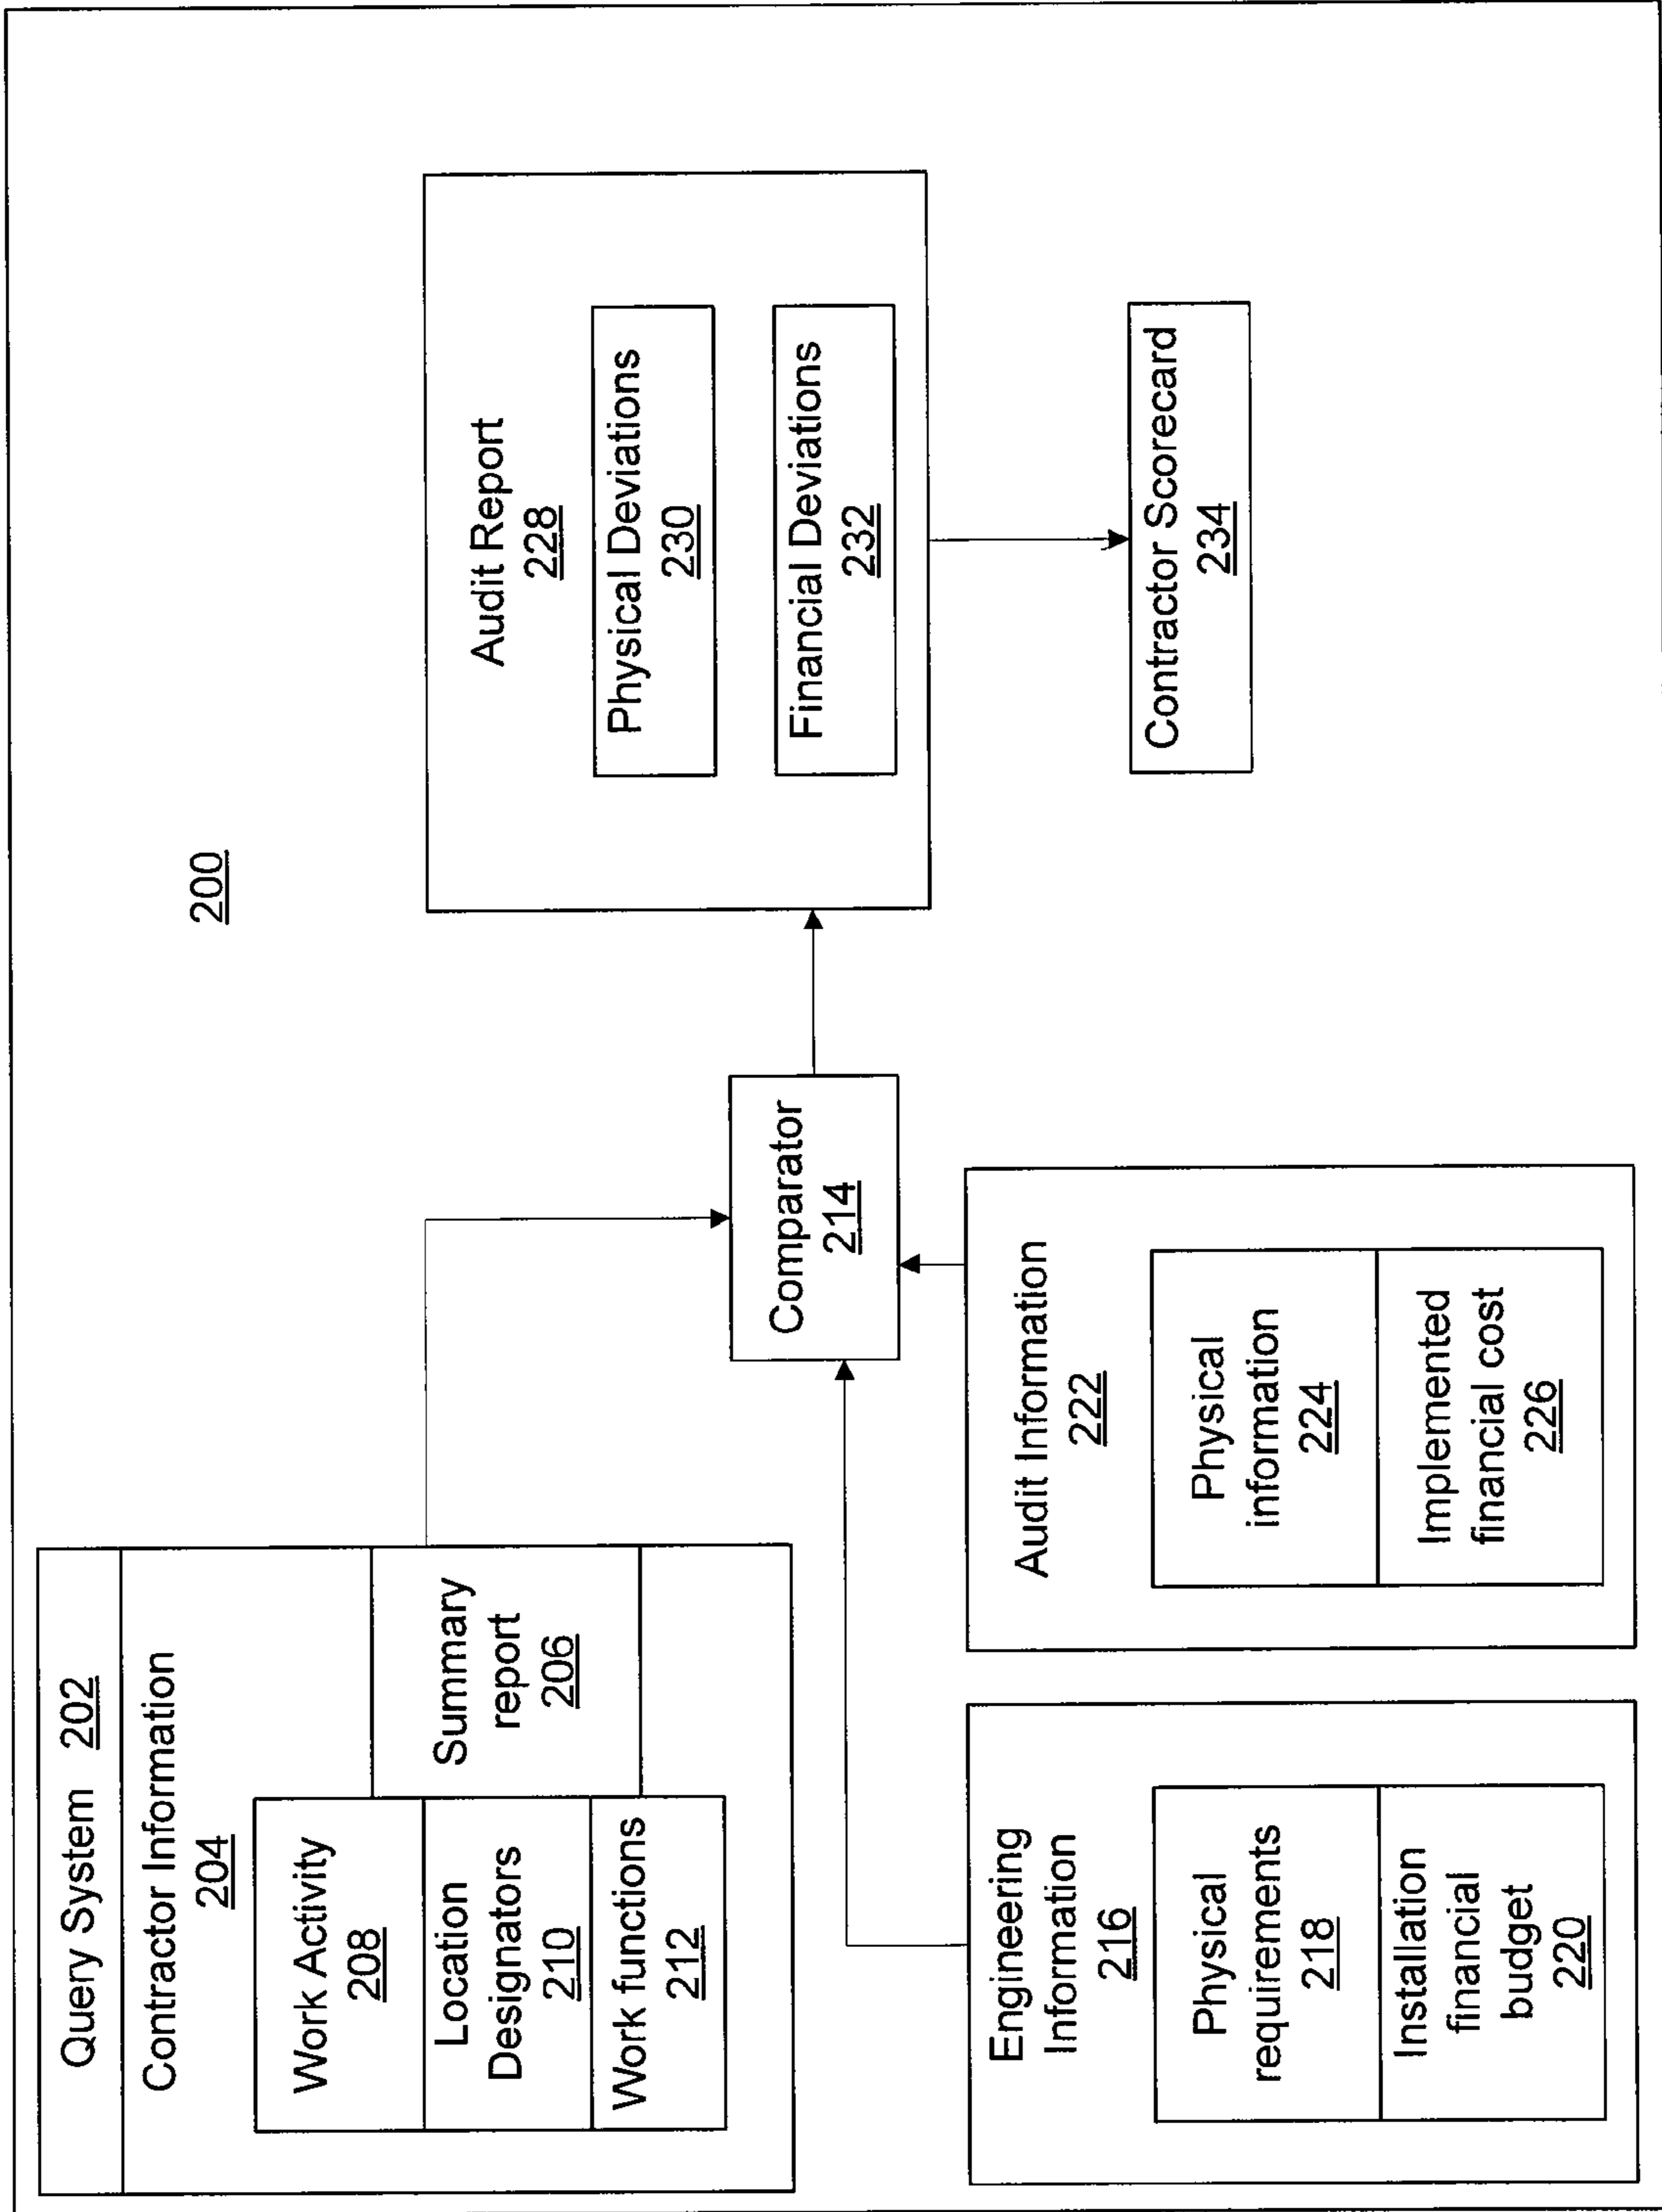 200
Query System 202
Contractor Information
204
Work Activity
208
Location
Designators
210
Work functions
212
Summary
report
206
Engineering
Information
216
Physical
requirements
218
Installation
financial
budget
220
Audit Information
222
Physical
information
224
Implemented
financial cost
226
Comparator
214
Audit Report
228
Physical Deviations
230
Financial Deviations
232
Contractor Scorecard
234